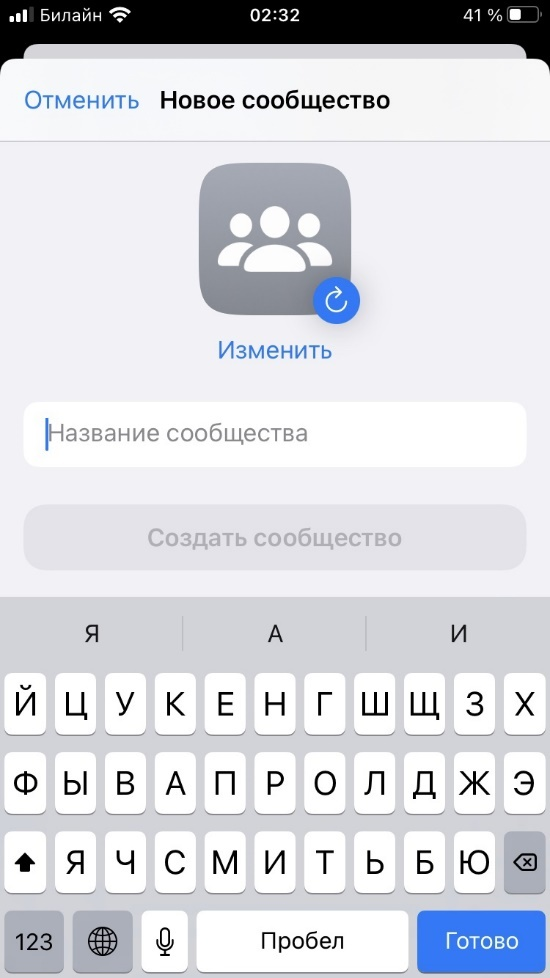 Билайн 02:32 41 %
Отменить Новое сообщество
Изменить
Название сообщества
Создать сообщество
Я А И
Й Ц У К Е Н Г Ш Щ З Х
Ф Ы В А П Р О Л Д Ж Э
Я Ч С М И Т Ь Б Ю
123 Пробел Готово